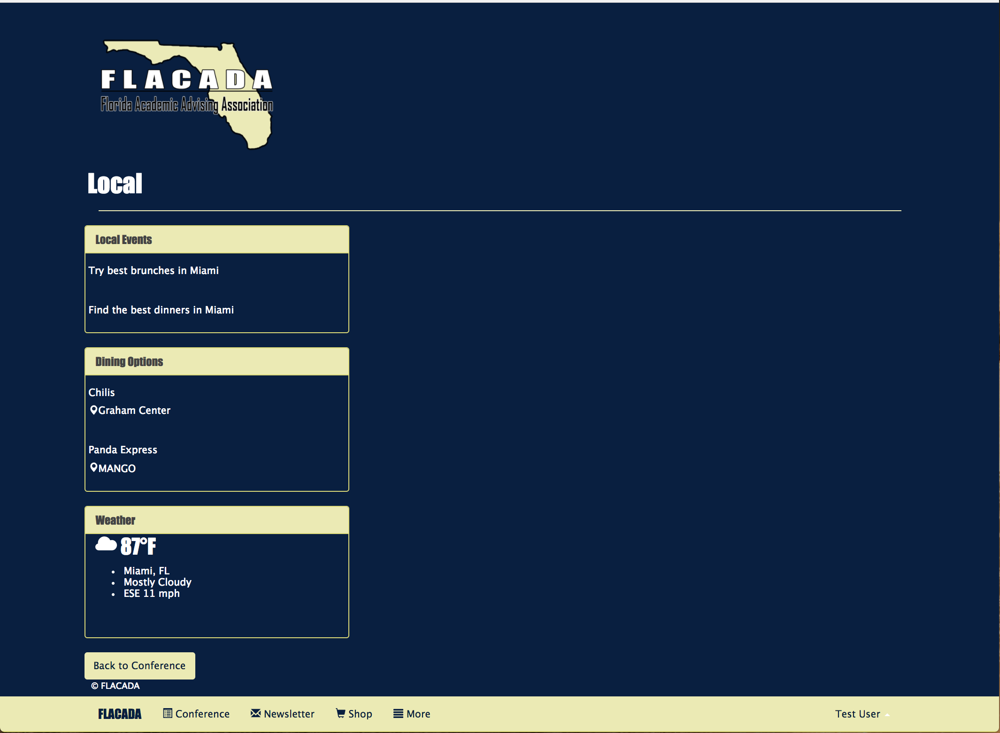 FLACADA
Florida Academic Advising Association
Local
Local Events
Try best brunches in Miami
Find the best dinners in Miami
Dining Options
Chilis
Graham Center
Panda Express
MANGO
Weather
87°F
• Miami, FL
• Mostly Cloudy
• ESE 11 mph
Back to Conference
© FLACADA
FLACADA Conference Newsletter Shop More Test User